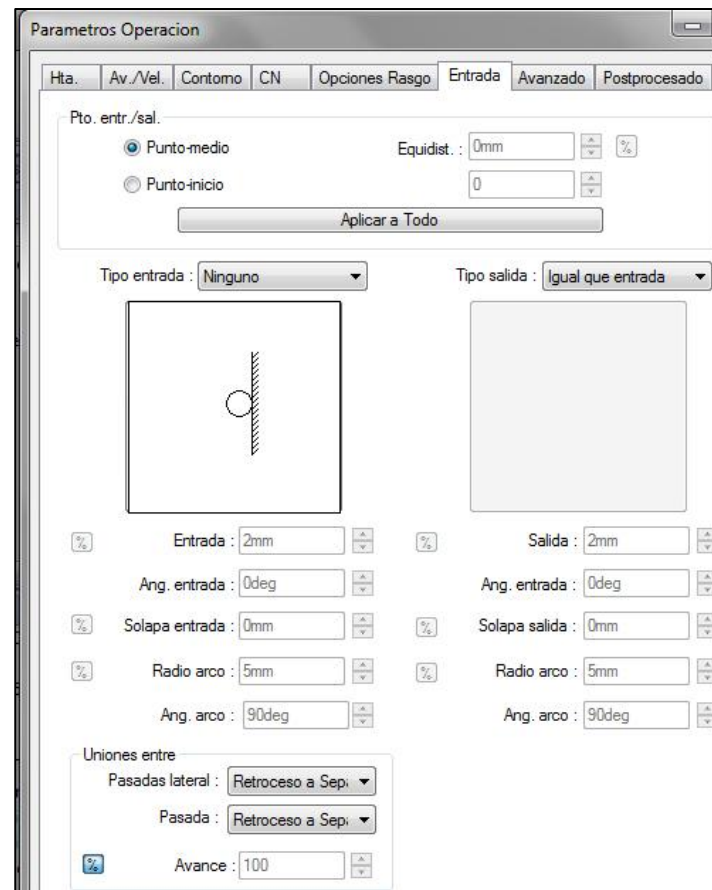 Parametros Operacion
Hta. Av./Vel. Contorno CN Opciones Rasgo Entrada Avanzado Postprocesado
Pto. entr./sal.
Punto-medio Equidist. : 0mm %
Punto-inicio 0
Aplicar a Todo
Tipo entrada : Ninguno Tipo salida : Igual que entrada
% Entrada : 2mm % Salida : 2mm
Ang. entrada : 0deg Ang. entrada : 0deg
% Solapa entrada : 0mm % Solapa salida : 0mm
% Radio arco : 5mm % Radio arco : 5mm
Ang. arco : 90deg Ang. arco : 90deg
Uniones entre
Pasadas lateral : Retroceso a Sepa
Pasada : Retroceso a Sepa
% Avance : 100